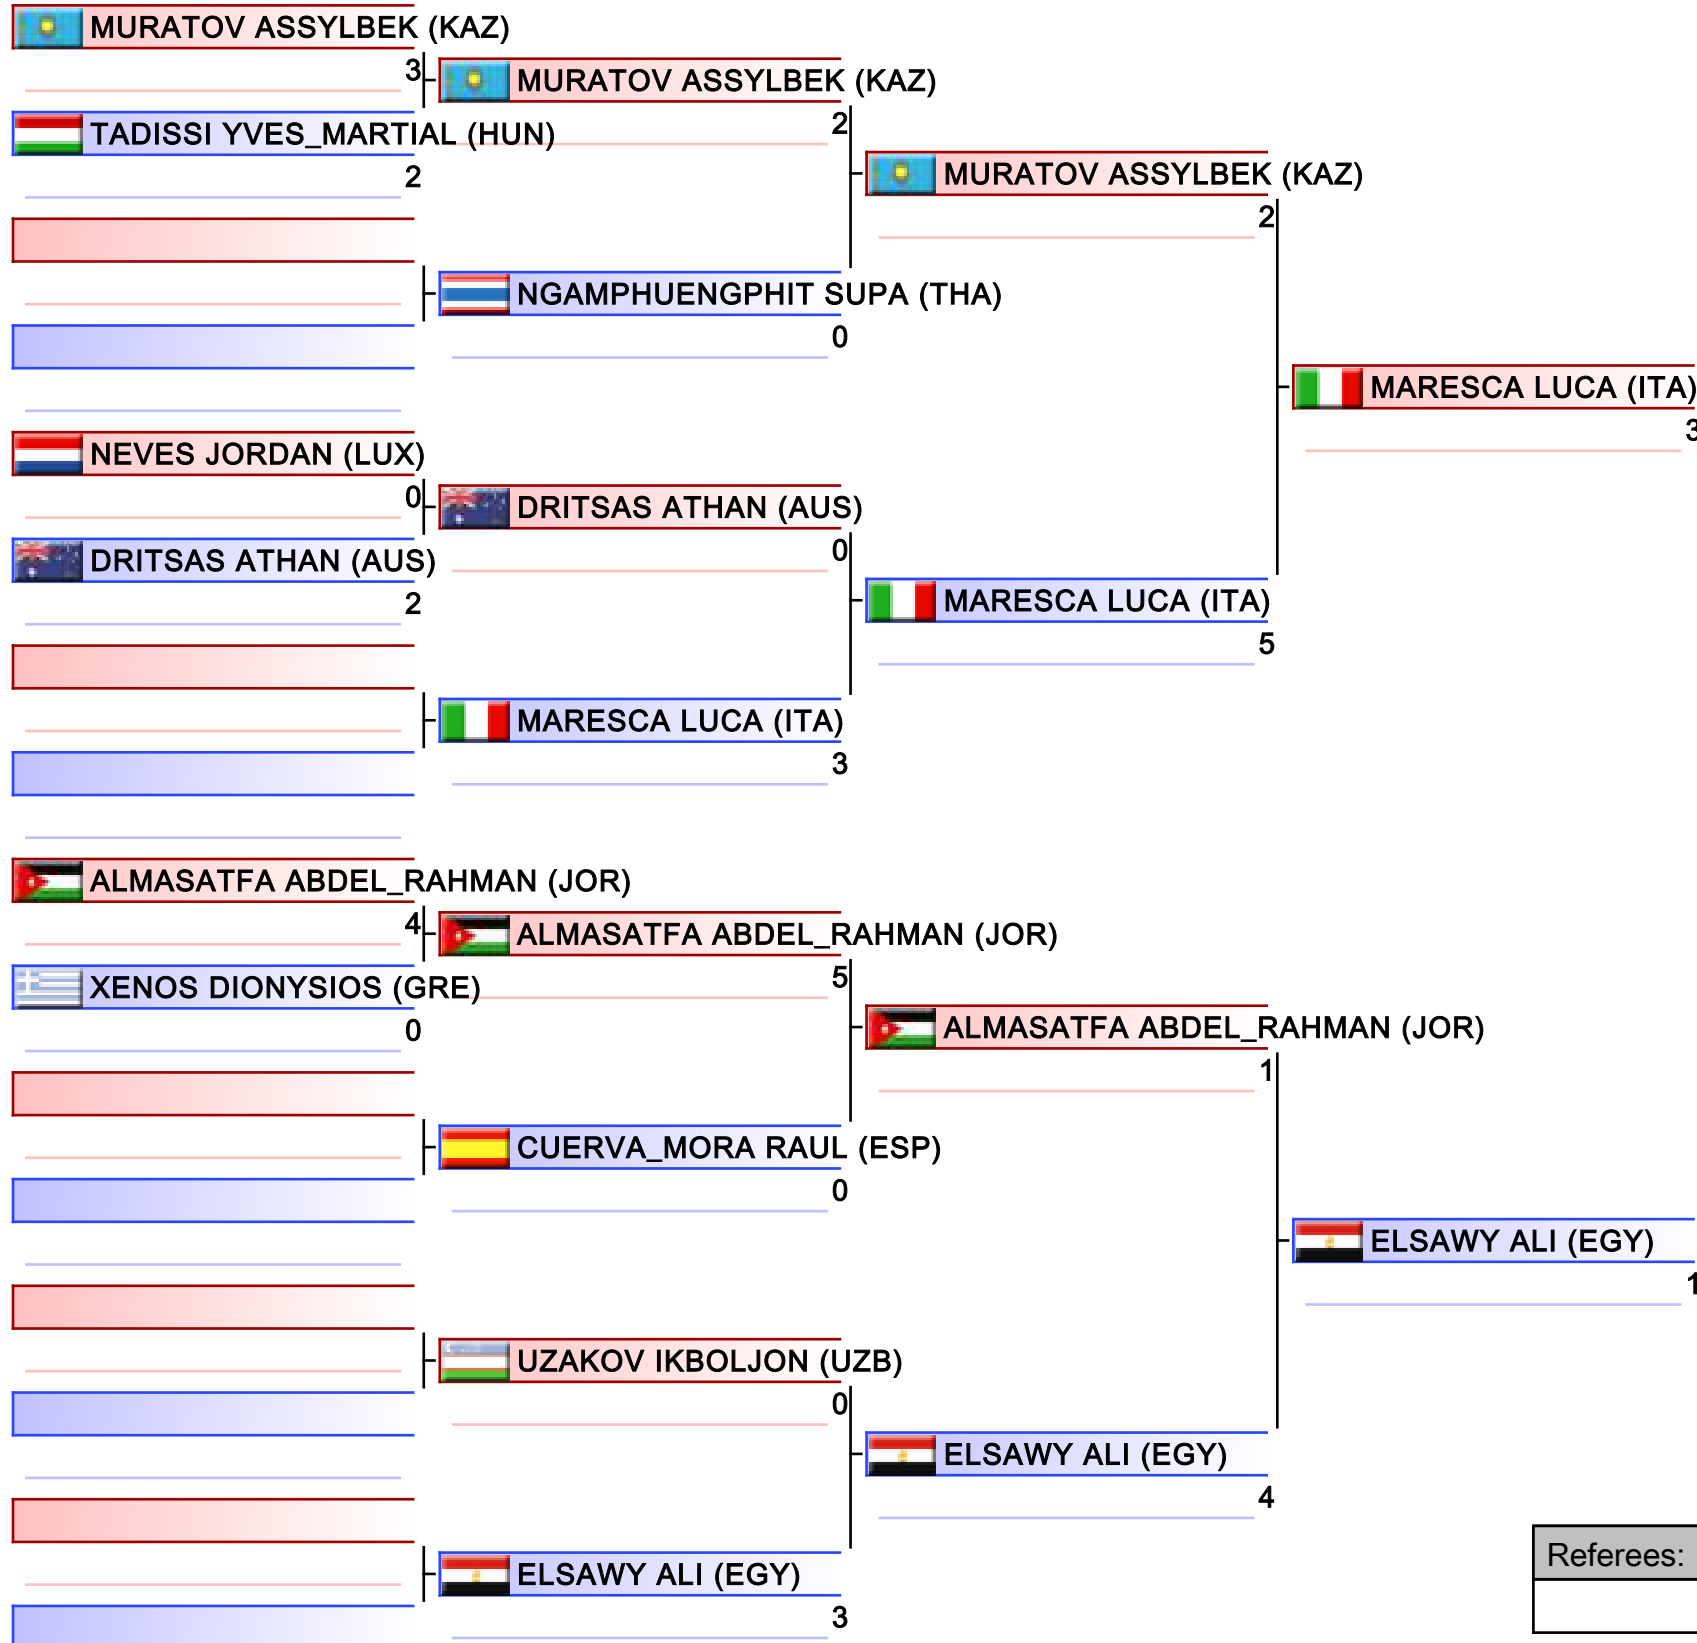 MURATOV ASSYLBEK (KAZ)
3
TADISSI YVES_MARTIAL (HUN)
2
NEVES JORDAN (LUX)
0
DRITSAS ATHAN (AUS)
2
ALMASATFA ABDEL_RAHMAN (JOR)
4
XENOS DIONYSIOS (GRE)
0
MURATOV ASSYLBEK (KAZ)
2
NGAMPHUENGPHIT SUPA (THA)
0
DRITSAS ATHAN (AUS)
0
MARESCA LUCA (ITA)
3
ALMASATFA ABDEL_RAHMAN (JOR)
5
CUERVA_MORA RAUL (ESP)
0
UZAKOV IKBOLJON (UZB)
0
ELSAWY ALI (EGY)
3
MURATOV ASSYLBEK (KAZ)
2
MARESCA LUCA (ITA)
5
ALMASATFA ABDEL_RAHMAN (JOR)
1
ELSAWY ALI (EGY)
4
MARESCA LUCA (ITA)
3
ELSAWY ALI (EGY)
1
Referees: